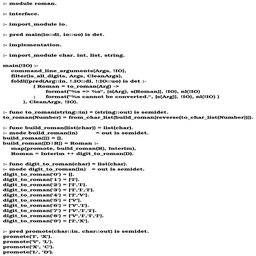 :- module roman.
:- interface.
:- import_module io.
:- pred main(io::di, io::uo) is det.
:- implementation.
:- import_module char, int, list, string.
main(!IO) :-
command_line_arguments(Args, !IO),
filter(is_all_digits, Args, CleanArgs),
foldl((pred(Arg::in, !.IO::di, !:IO::uo) is det :-
( Roman = to_roman(Arg) ->
format("%s => %s", [s(Arg), s(Roman)], !IO), nl(!IO)
; format("%s cannot be converted.", [s(Arg)], !IO), nl(!IO) )
), CleanArgs, !IO).
:- func to_roman(string::in) = (string::out) is semidet.
to_roman(Number) = from_char_list(build_roman(reverse(to_char_list(Number)))).
:- func build_roman(list(char)) = list(char).
:- mode build_roman(in) = out is semidet.
build_roman([]) = [].
build_roman([D|R]) = Roman :-
map(promote, build_roman(R), Interim),
Roman = Interim ++ digit_to_roman(D).
:- func digit_to_roman(char) = list(char).
:- mode digit_to_roman(in) = out is semidet.
digit_to_roman('0') = [].
digit_to_roman('1') = ['I'].
digit_to_roman('2') = ['I','I'].
digit_to_roman('3') = ['I','I','I'].
digit_to_roman('4') = ['I','V'].
digit_to_roman('5') = ['V'].
digit_to_roman('6') = ['V','I'].
digit_to_roman('7') = ['V','I','I'].
digit_to_roman('8') = ['V','I','I','I'].
digit_to_roman('9') = ['I','X'].
:- pred promote(char::in, char::out) is semidet.
promote('I', 'X').
promote('V', 'L').
promote('X', 'C').
promote('L', 'D').